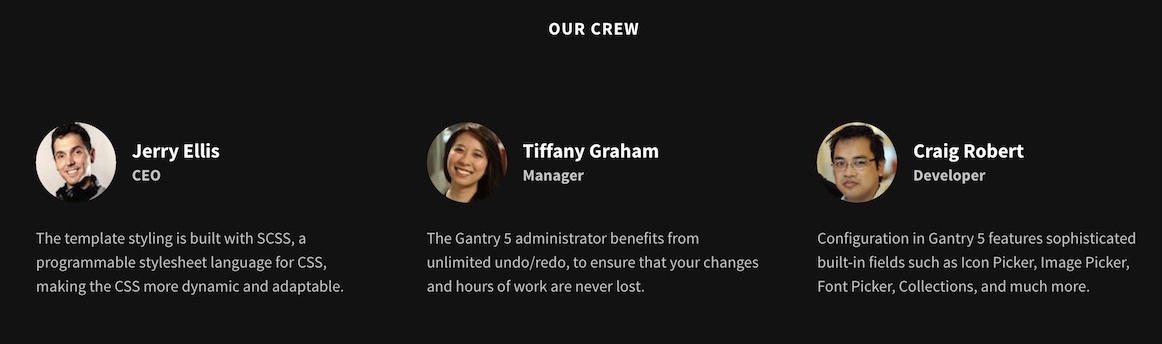 OUR CREW
Jerry Ellis
CEO
The template styling is built with SCSS, a
programmable stylesheet language for CSS,
making the CSS more dynamic and adaptable.
Tiffany Graham
Manager
The Gantry 5 administrator benefits from
unlimited undo/redo, to ensure that your changes
and hours of work are never lost.
Craig Robert
Developer
Configuration in Gantry 5 features sophisticated
built-in fields such as Icon Picker, Image Picker,
Font Picker, Collections, and much more.